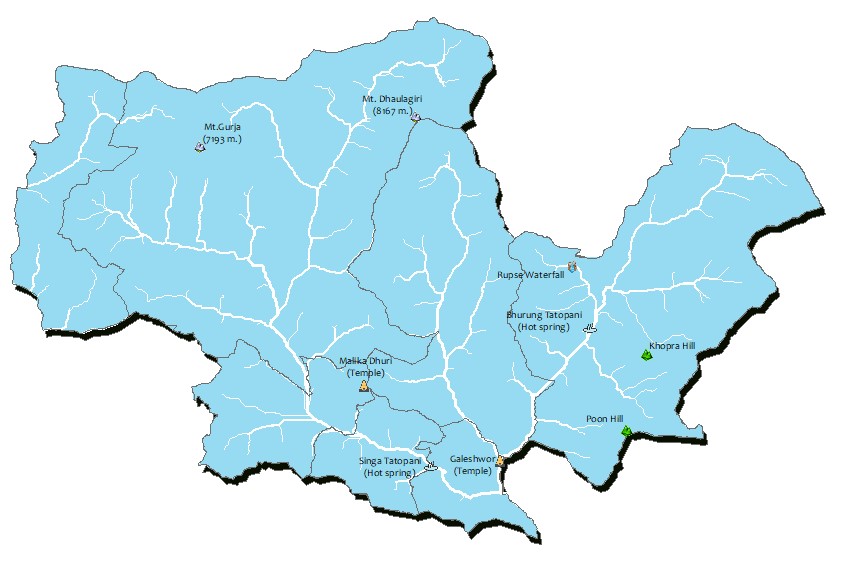 Mt. Dhaulagiri
(8167 m.)
Mt.Gurja
(7193 m.)
Rupse Waterfall
Bhurung Tatopani
(Hot spring)
Khopra Hill
Malika Dhuri
(Temple)
Poon Hill
Singa Tatopani
(Hot spring)
Galeshwor
(Temple)